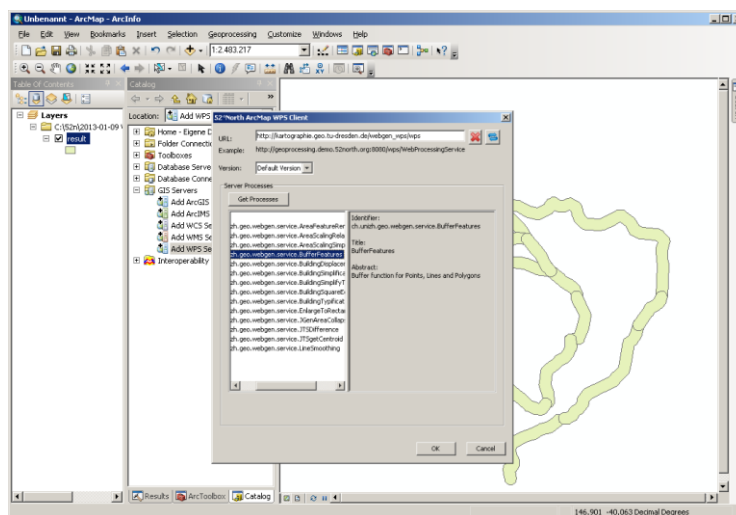 Unbenannt - ArcMap - ArcInfo
File Edit View Bookmarks Insert Selection Geoprocessing Customize Windows Help
1:2.483.217
Table Of Contents
Layers
C:\52n\2013-01-09
result
Catalog
Location: Add WPS
Home - Eigene D
Folder Connecti
Toolboxes
Database Serve
Database Conne
GIS Servers
Add ArcGIS
Add ArcIMS
Add WCS Se
Add WMS Se
Add WPS Se
Interoperability
52°North ArcMap WPS Client
URL: http://kartographie.geo.tu-dresden.de/webgen_wps/wps
Example: http://geoprocessing.demo.52north.org:8080/wps/WebProcessingService
Version: Default Version
Server Processes
Get Processes
zh.geo.webgen.service.AreaFeatureRer
zh.geo.webgen.service.AreaScalingRela
zh.geo.webgen.service.AreaScalingSimp
zh.geo.webgen.service.BufferFeatures
zh.geo.webgen.service.BuildingDisplacer
zh.geo.webgen.service.BuildingSimplifica
zh.geo.webgen.service.BuildingSimplifyT
zh.geo.webgen.service.BuildingSquareE
zh.geo.webgen.service.BuildingTypificat
zh.geo.webgen.service.EnlargeToRectar
zh.geo.webgen.service.JGenAreaCollap
zh.geo.webgen.service.JTSDifference
zh.geo.webgen.service.JTSgetCentroid
zh.geo.webgen.service.LineSmoothing
Identifier:
ch.unizh.geo.webgen.service.BufferFeatures
Title:
BufferFeatures
Abstract:
Buffer function for Points, Lines and Polygons
OK Cancel
Results ArcToolbox Catalog
146,901 -40,063 Decimal Degrees